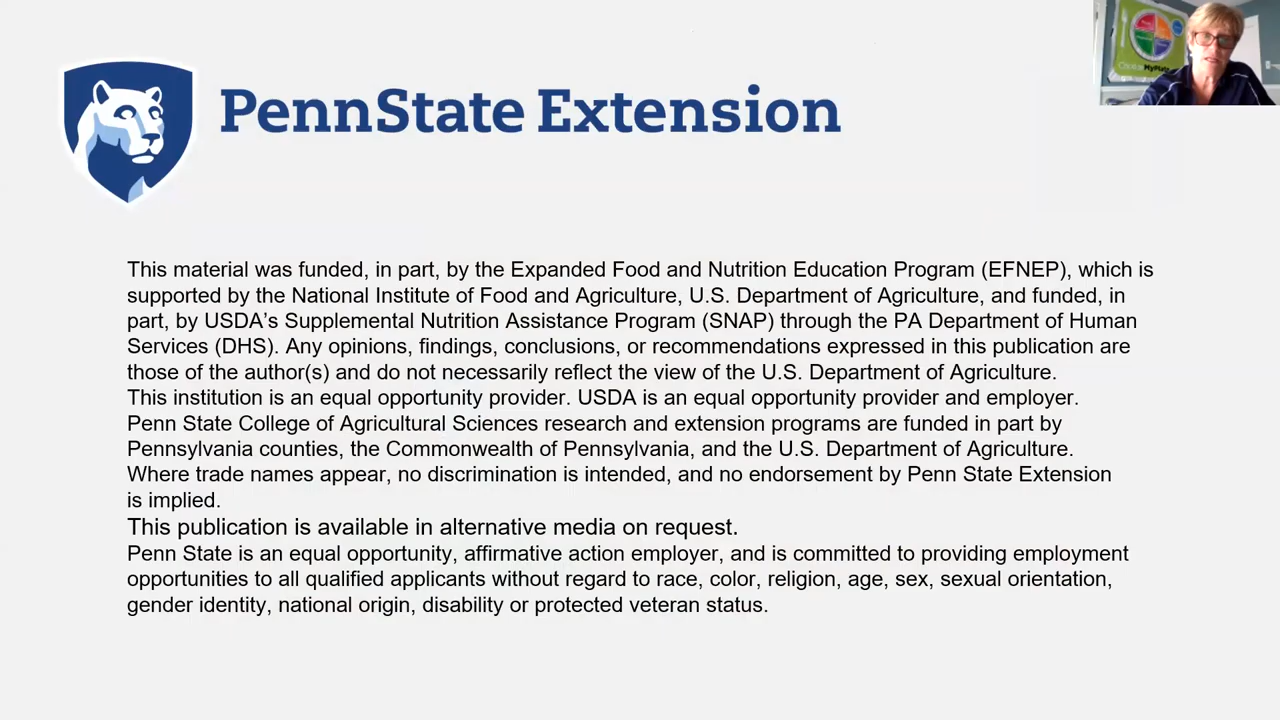 PennState Extension
MyPlate
This material was funded, in part, by the Expanded Food and Nutrition Education Program (EFNEP), which is
supported by the National Institute of Food and Agriculture, U.S. Department of Agriculture, and funded, in
part, by USDA’s Supplemental Nutrition Assistance Program (SNAP) through the PA Department of Human
Services (DHS). Any opinions, findings, conclusions, or recommendations expressed in this publication are
those of the author(s) and do not necessarily reflect the view of the U.S. Department of Agriculture.
This institution is an equal opportunity provider. USDA is an equal opportunity provider and employer.
Penn State College of Agricultural Sciences research and extension programs are funded in part by
Pennsylvania counties, the Commonwealth of Pennsylvania, and the U.S. Department of Agriculture.
Where trade names appear, no discrimination is intended, and no endorsement by Penn State Extension
is implied.
This publication is available in alternative media on request.
Penn State is an equal opportunity, affirmative action employer, and is committed to providing employment
opportunities to all qualified applicants without regard to race, color, religion, age, sex, sexual orientation,
gender identity, national origin, disability or protected veteran status.